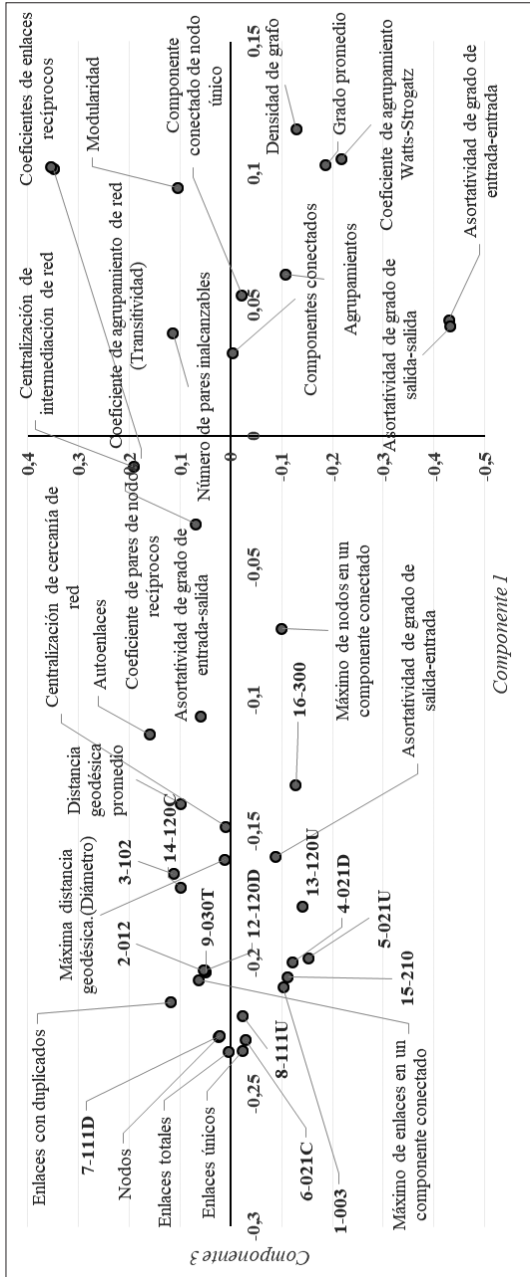 Coeficientes de enlaces
recíprocos
Modularidad
Componente
conectado de nodo
único
Densidad de grafo
Grado promedio
Coeficiente de agrupamiento
Watts-Strogatz
Asortatividad de grado de
entrada-entrada
Centralización de
intermediación de red
Coeficiente de agrupamiento de red
(Transitividad)
Número de pares inalcanzables
Componentes conectados
Agrupamientos
Asortatividad de grado de
salida-salida
Centralización de cercanía de
red
Autoenlaces
Coeficiente de pares de nodo
recíprocos
Asortatividad de grado de
entrada-salida
Máximo de nodos en un
componente conectado
Asortatividad de grado de
salida-entrada
Distancia
geodésica
promedio
14-120C
3-102
16-300
Máxima distancia
geodésica.(Diámetro)
2-012
9-030T
12-120D
13-120U
4-021D
5-021U
15-210
Enlaces con duplicados
7-111D
Nodos
Enlaces totales
Enlaces únicos
8-111U
6-021C
1-003
Máximo de enlaces en un
componente conectado
0,4
0,3
0,2
0,1
0
-0,1
-0,2
-0,3
-0,4
-0,5
-0,3
-0,25
-0,2
-0,15
-0,1
-0,05
0
0,05
0,1
0,15
Componente 3
Componente 1